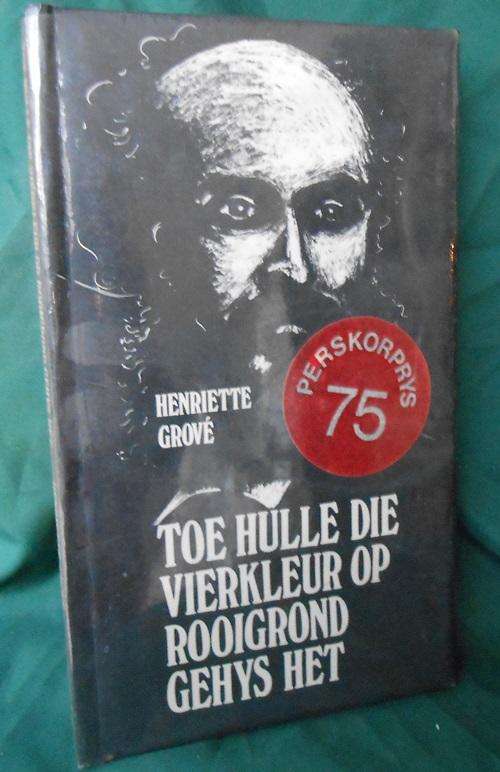 PERSKORPRYS
75
HENRIETTE
GROVÉ
TOE HULLE DIE
VIERKLEUR OP
ROOIGROND
GEHYS HET